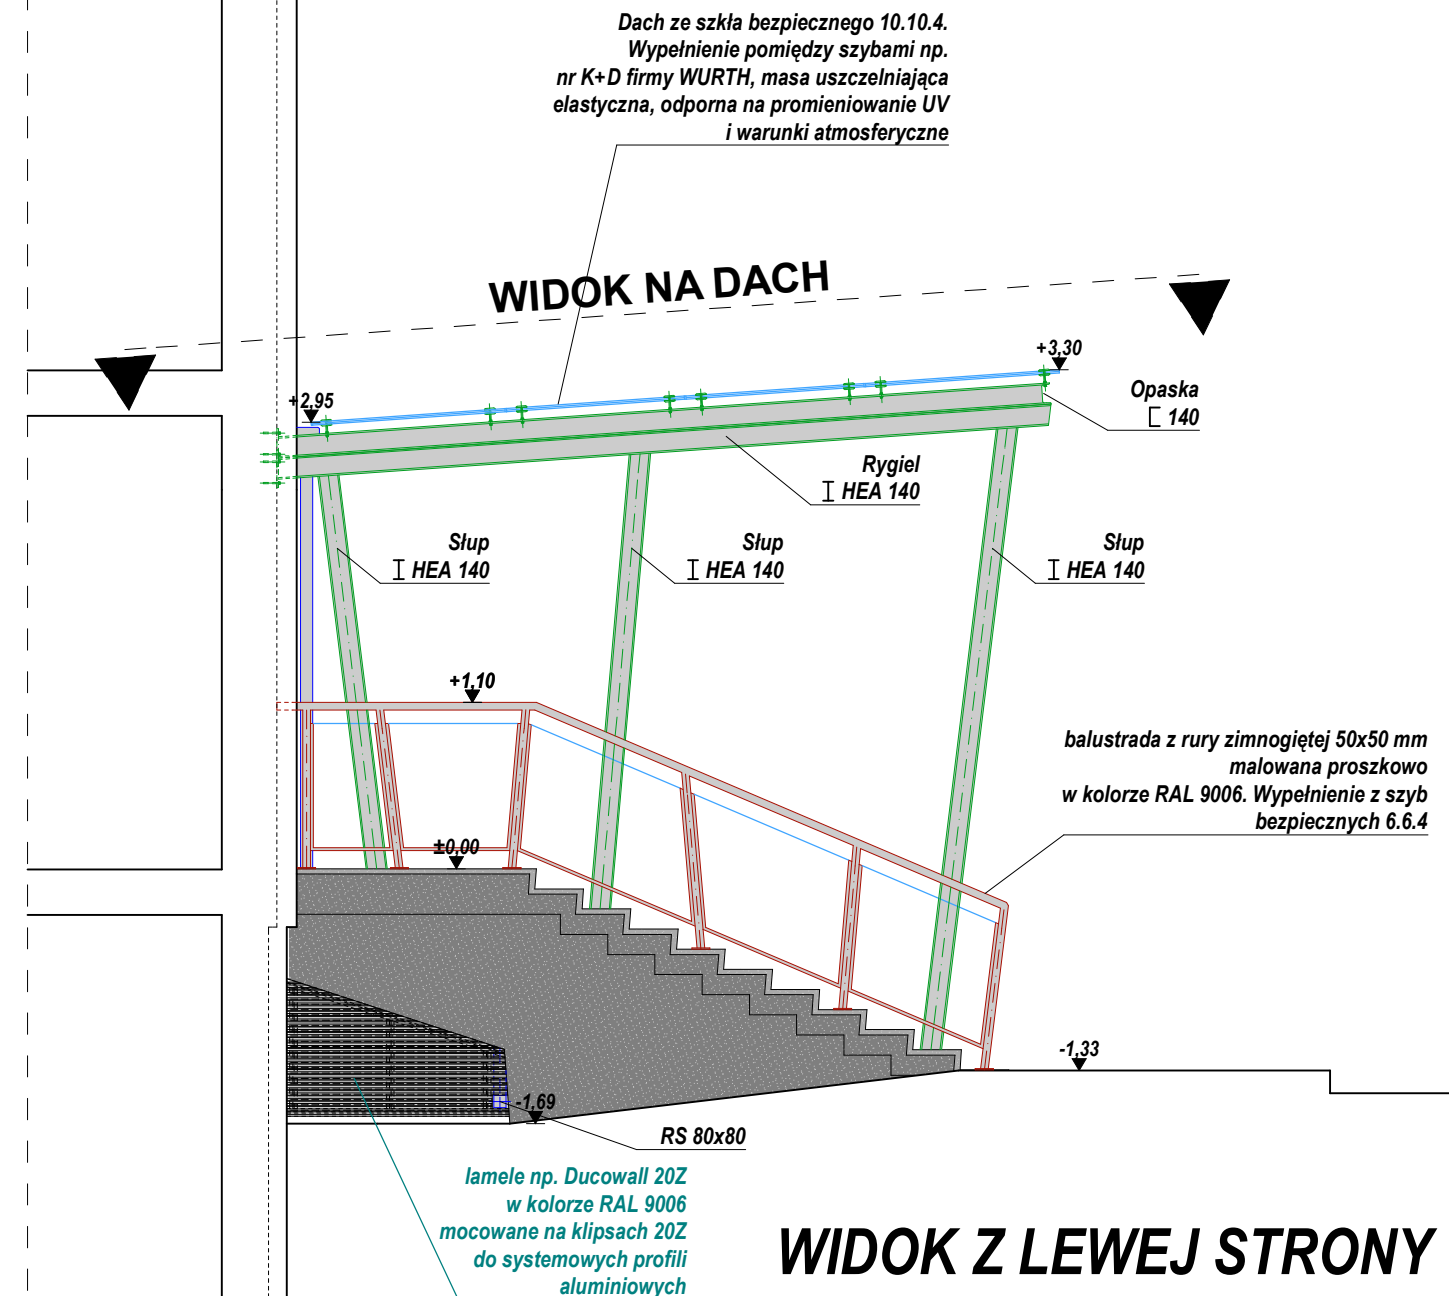 Dach ze szkła bezpiecznego 10.10.4.
Wypełnienie pomiędzy szybami np.
nr K+D firmy WURTH, masa uszczelniająca
elastyczna, odporna na promieniowanie UV
i warunki atmosferyczne
WIDOK NA DACH
+3,30
+2,95
Opaska
140
Rygiel
HEA 140
Słup
HEA 140
Słup
HEA 140
Słup
HEA 140
+1,10
balustrada z rury zimnogiętej 50x50 mm
malowana proszkowo
w kolorze RAL 9006. Wypełnienie z szyb
bezpiecznych 6.6.4
±0,00
-1,33
-1,69
RS 80x80
lamele np. Ducowall 20Z
w kolorze RAL 9006
mocowane na klipsach 20Z
do systemowych profili
aluminiowych
WIDOK Z LEWEJ STRONY